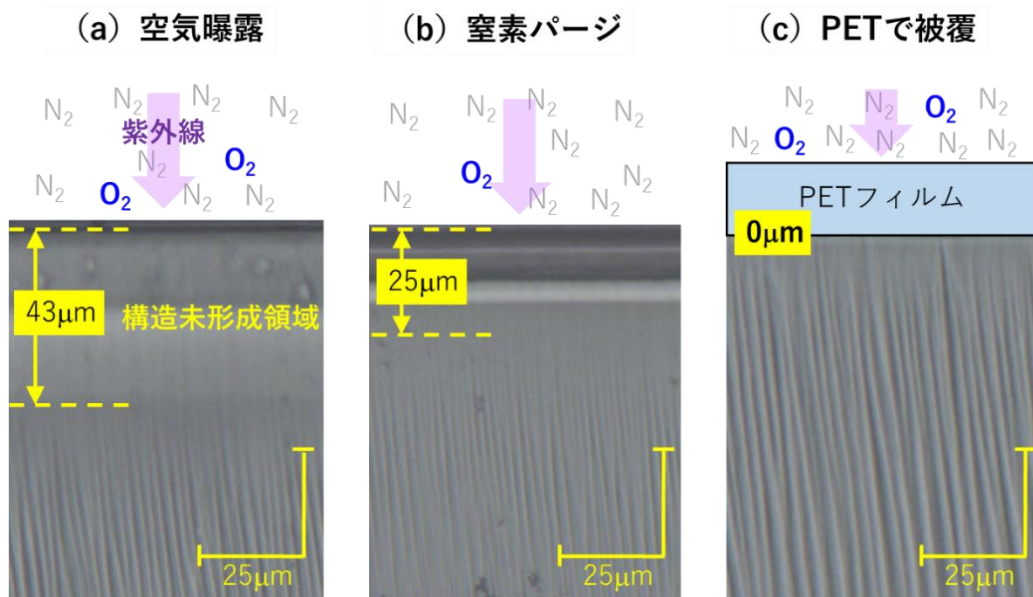 (a) 空気曝露
(b) 窒素パージ
(c) PETで被覆
N₂ N₂ N₂ N₂
紫外線
N₂ O₂
N₂ O₂ N₂ N₂
43μm
構造未形成領域
25μm
N₂ N₂ N₂
N₂
O₂ N₂
N₂ N₂ N₂
25μm
25μm
N₂ N₂ O₂ N₂
N₂ O₂ N₂ N₂ N₂ N₂
PETフィルム
0μm
25μm